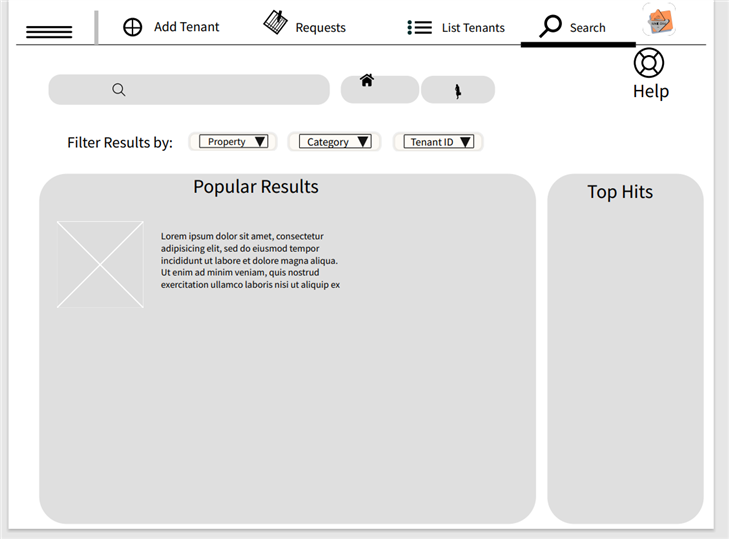 Add Tenant
Requests
List Tenants
Search
Help
Filter Results by:
Property
Category
Tenant ID
Popular Results
Top Hits
Lorem ipsum dolor sit amet, consectetur
adipisicing elit, sed do eiusmod tempor
incididunt ut labore et dolore magna aliqua.
Ut enim ad minim veniam, quis nostrud
exercitation ullamco laboris nisi ut aliquip ex